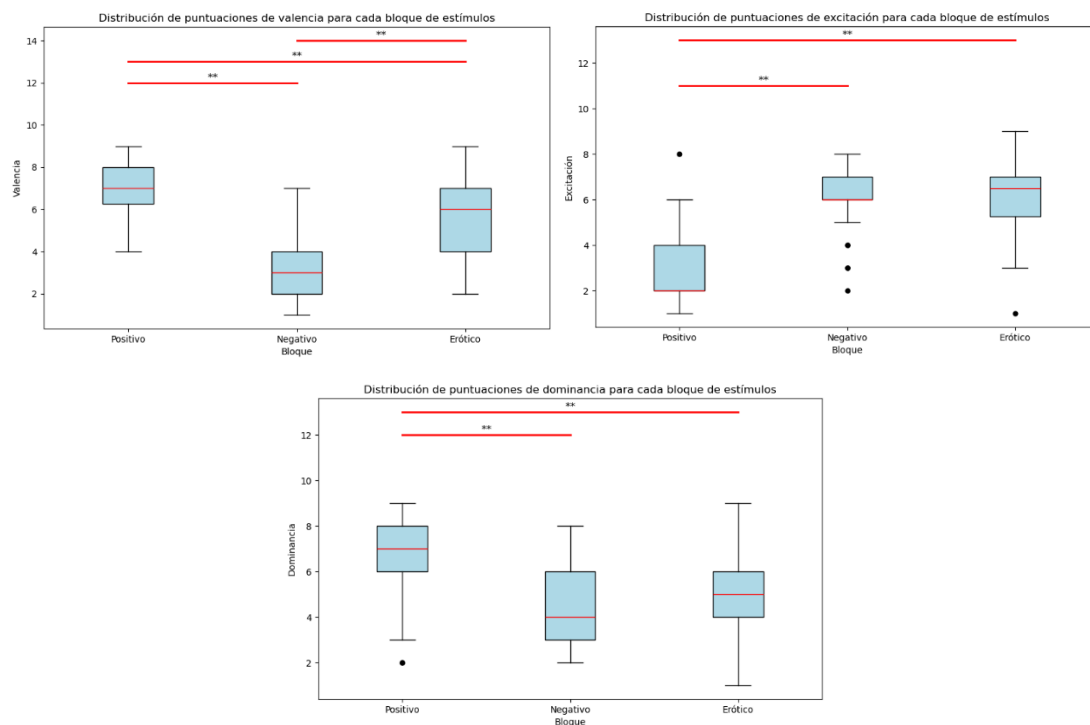 Distribución de puntuaciones de valencia para cada bloque de estímulos
14
12
10
8
6
4
2
Valencia
**
**
**
Positivo Negativo Erótico
Bloque
Distribución de puntuaciones de excitación para cada bloque de estímulos
12
10
8
6
4
2
Excitación
**
**
Positivo Negativo Erótico
Bloque
Distribución de puntuaciones de dominancia para cada bloque de estímulos
12
10
8
6
4
2
Dominancia
**
**
Positivo Negativo Erótico
Bloque